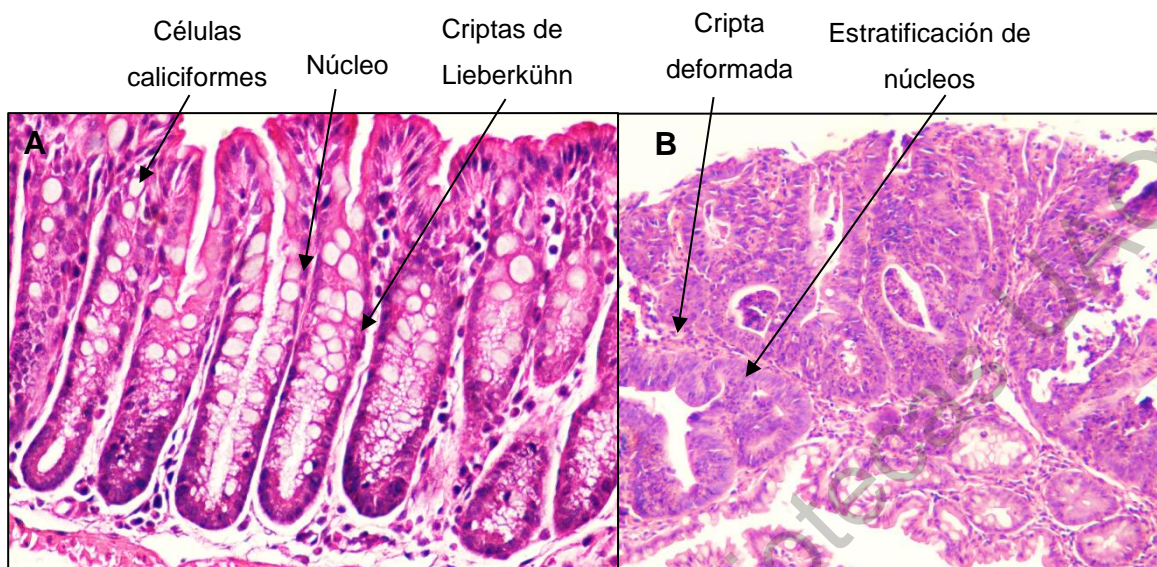 Células
caliciformes
Núcleo
Criptas de
Lieberkühn
Cripta
deformada
Estratificación de
núcleos
A
B